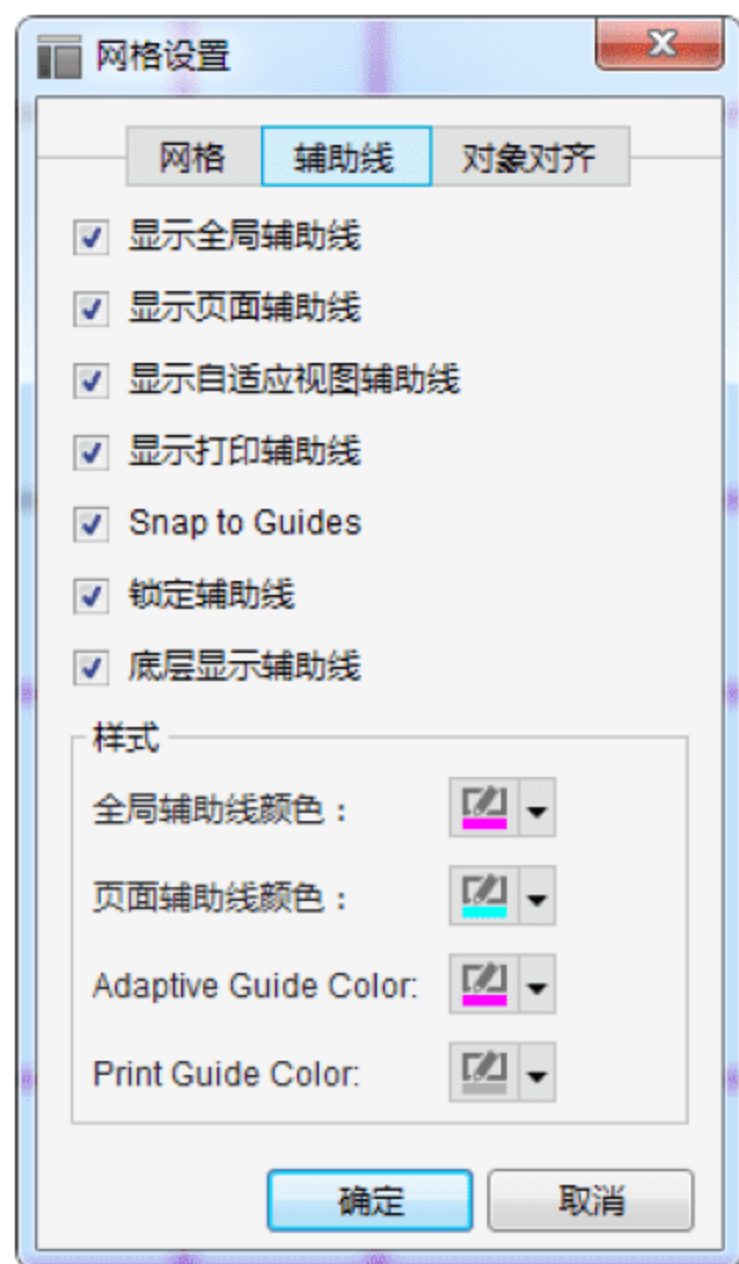 网格设置
网格 辅助线 对象对齐
显示全局辅助线
显示页面辅助线
显示自适应视图辅助线
显示打印辅助线
Snap to Guides
锁定辅助线
底层显示辅助线
样式
全局辅助线颜色：
页面辅助线颜色：
Adaptive Guide Color:
Print Guide Color:
确定 取消